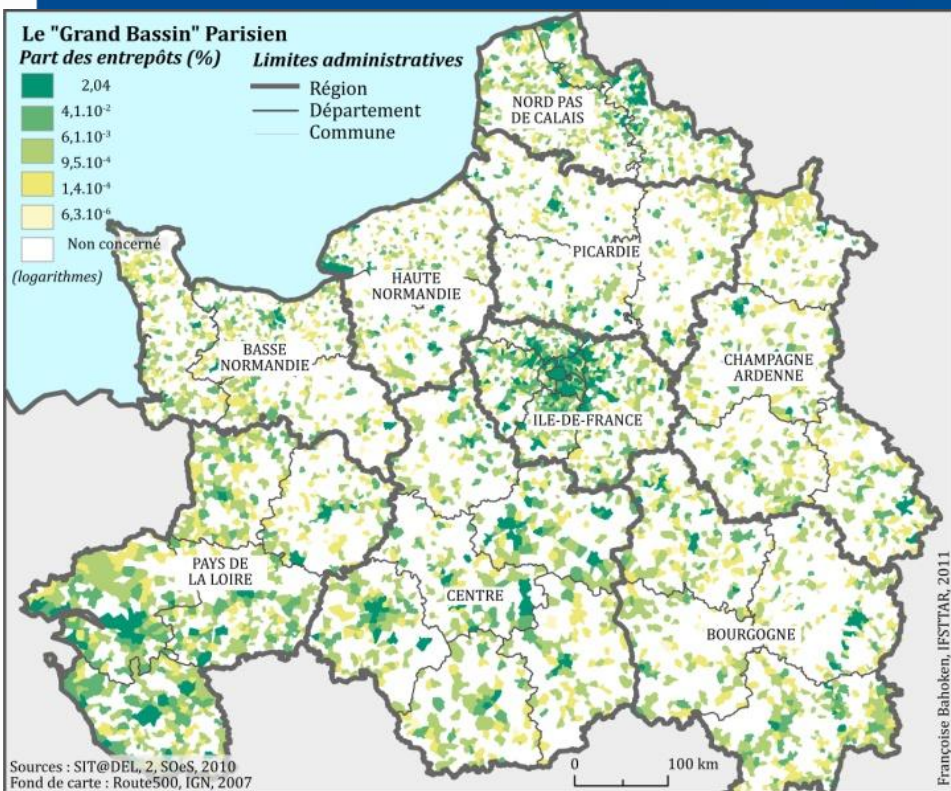 Le "Grand Bassin" Parisien
Part des entrepôts (%)
2,04
4,1.10⁻²
6,1.10⁻³
9,5.10⁻⁴
1,4.10⁻⁴
6,3.10⁻⁶
Non concerné
(logarithmes)
Limites administratives
Région
Département
Commune
NORD PAS
DE CALAIS
PICARDIE
HAUTE
NORMANDIE
BASSE
NORMANDIE
CHAMPAGNE
ARDENNE
ILE-DE-FRANCE
PAYS DE
LA LOIRE
CENTRE
BOURGOGNE
Sources : SIT@DEL, 2, SOeS, 2010
Fond de carte : Route500, IGN, 2007
0 100 km
Françoise Bahoken, IFSTTAR, 2011